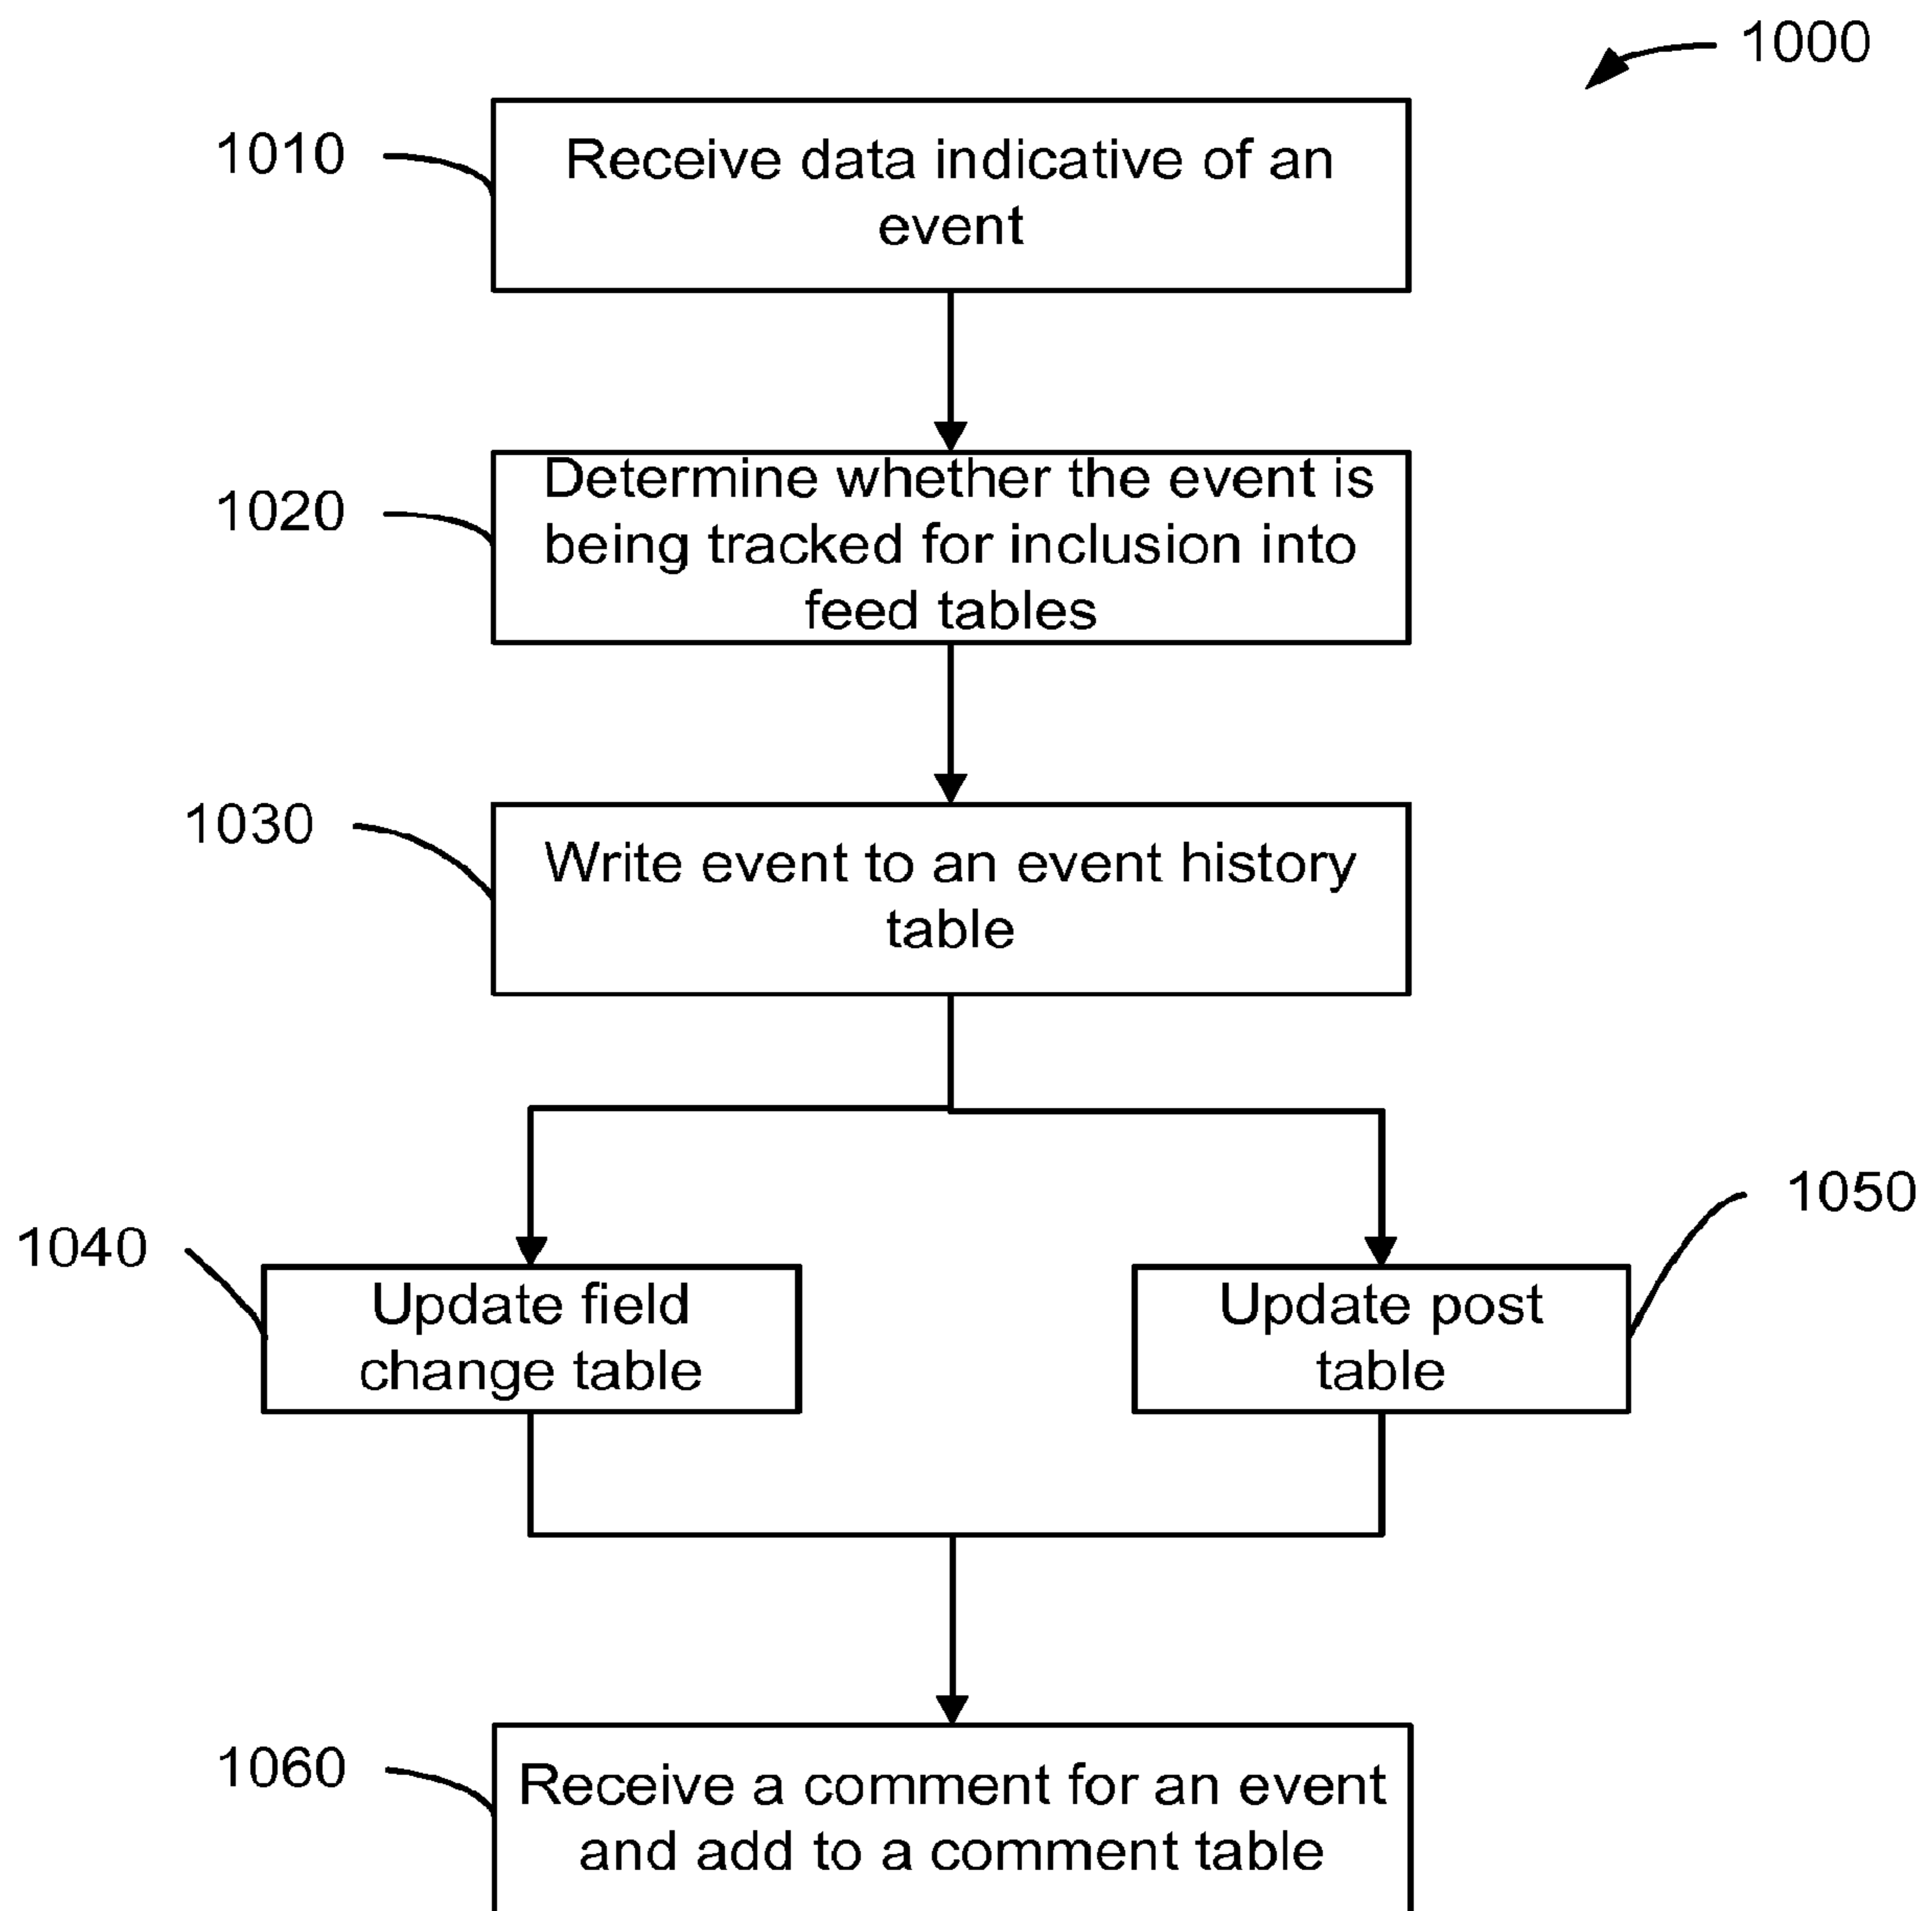 1000
1010
Receive data indicative of an
event
1020
Determine whether the event is
being tracked for inclusion into
feed tables
1030
Write event to an event history
table
1040
Update field
change table
1050
Update post
table
1060
Receive a comment for an event
and add to a comment table